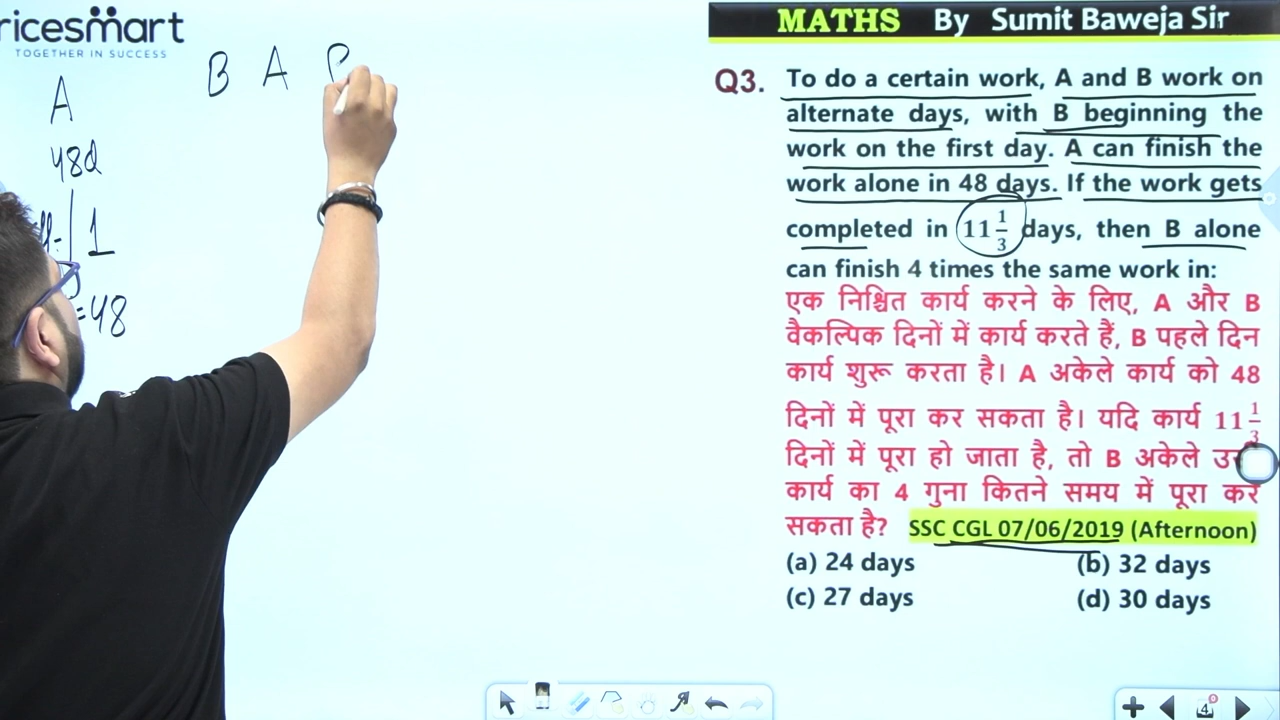 ricesmart
TOGETHER IN SUCCESS
MATHS By Sumit Baweja Sir
B A
A
48d
1
=48
Q3. To do a certain work, A and B work on
alternate days, with B beginning the
work on the first day. A can finish the
work alone in 48 days. If the work gets
completed in 11 1/3 days, then B alone
can finish 4 times the same work in:
एक निश्चित कार्य करने के लिए, A और B
वैकल्पिक दिनों में कार्य करते हैं, B पहले दिन
कार्य शुरू करता है। A अकेले कार्य को 48
दिनों में पूरा कर सकता है। यदि कार्य 11 1/3
दिनों में पूरा हो जाता है, तो B अकेले
कार्य का 4 गुना कितने समय में पूरा कर
सकता है? SSC CGL 07/06/2019 (Afternoon)
(a) 24 days (b) 32 days
(c) 27 days (d) 30 days
4